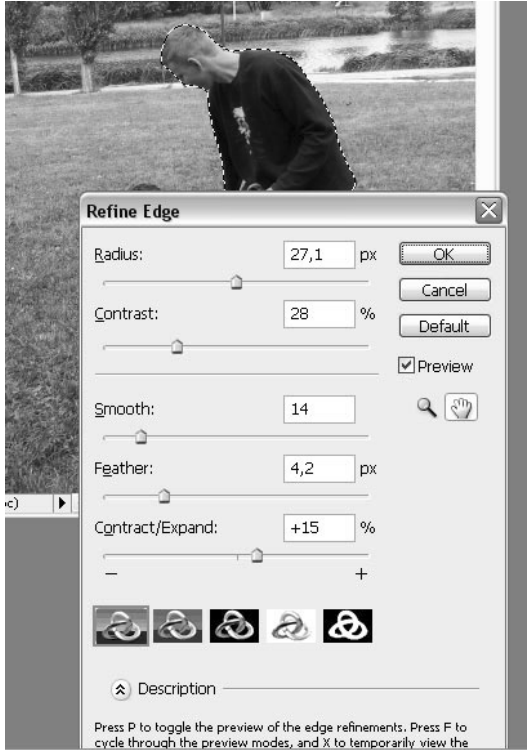 Refine Edge
Radius: 27,1 px
OK
Cancel
Contrast: 28 %
Default
Preview
Smooth: 14
Feather: 4,2 px
c) 
Contract/Expand: +15 %
− +
Description
Press P to toggle the preview of the edge refinements. Press F to
cycle through the preview modes, and X to temporarily view the